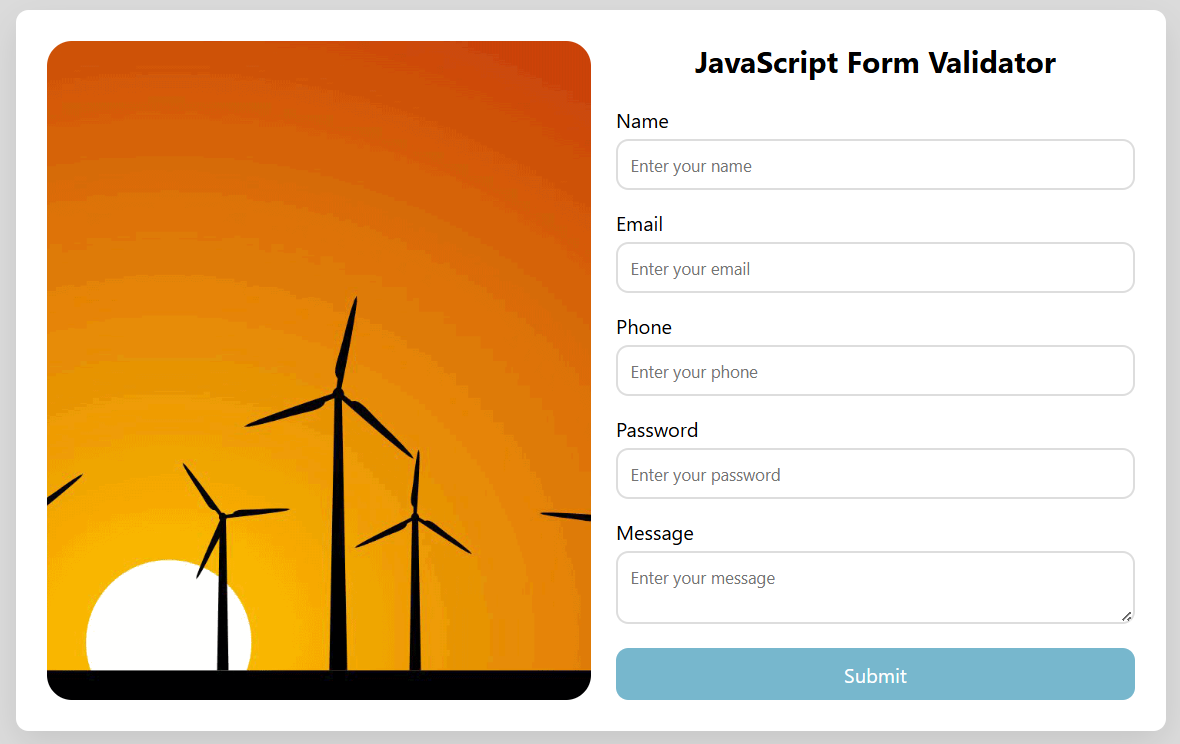 JavaScript Form Validator
Name
Enter your name
Email
Enter your email
Phone
Enter your phone
Password
Enter your password
Message
Enter your message
Submit